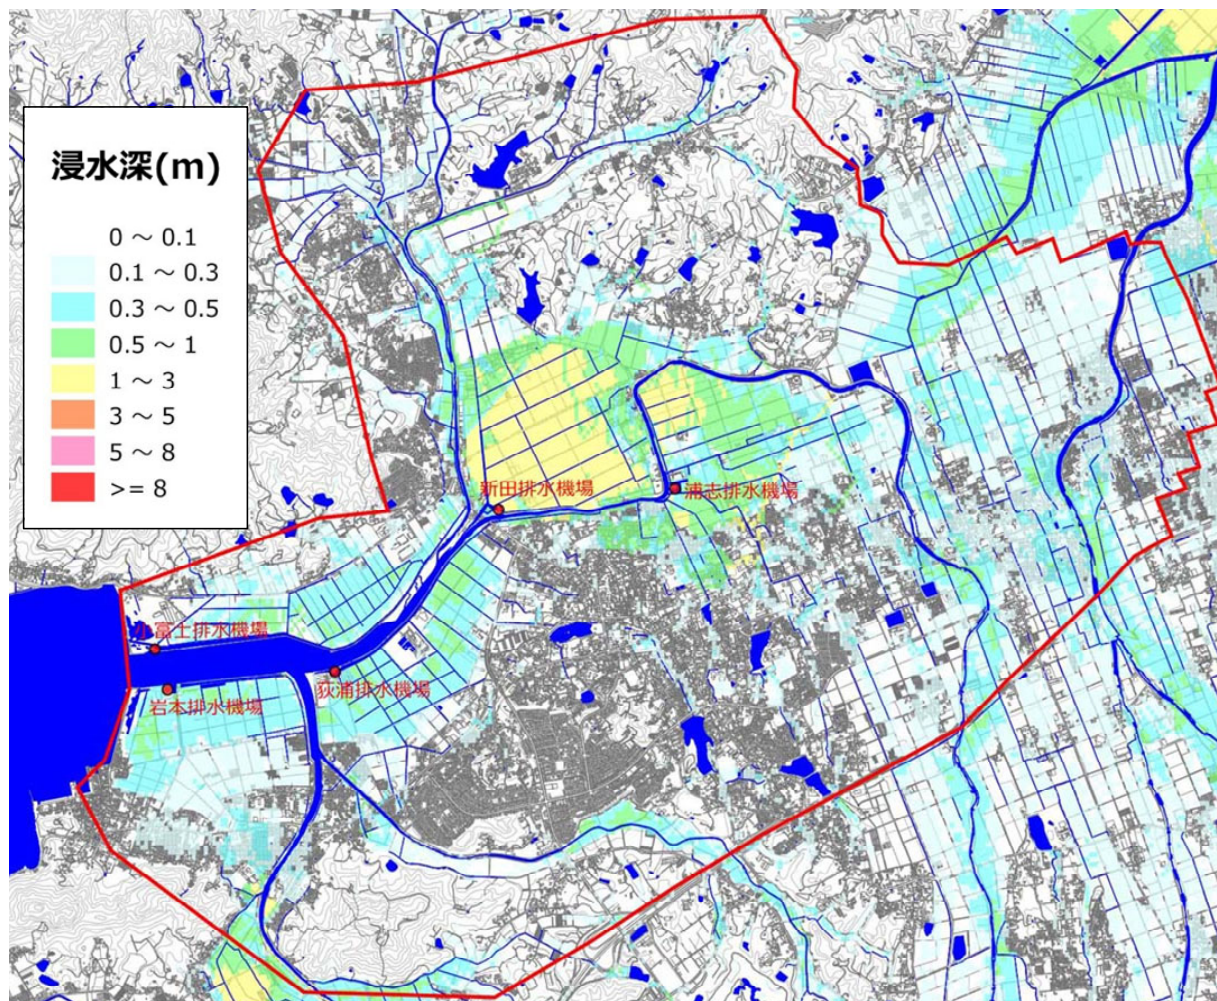 浸水深(m)
0 ～ 0.1
0.1 ～ 0.3
0.3 ～ 0.5
0.5 ～ 1
1 ～ 3
3 ～ 5
5 ～ 8
>= 8
新田排水機場
浦志排水機場
小富士排水機場
荻浦排水機場
岩本排水機場